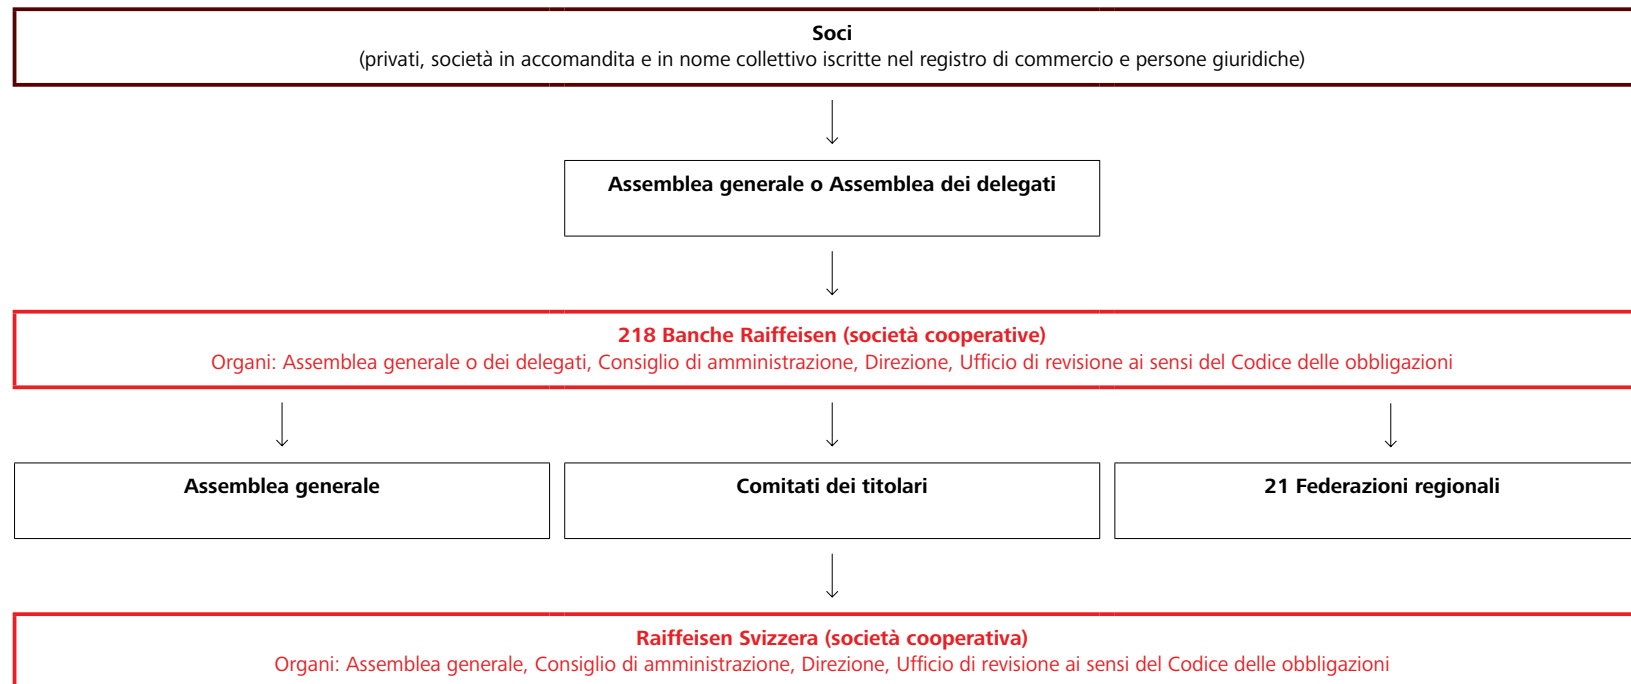 Soci
(privati, società in accomandita e in nome collettivo iscritte nel registro di commercio e persone giuridiche)
Assemblea generale o Assemblea dei delegati
218 Banche Raiffeisen (società cooperative)
Organi: Assemblea generale o dei delegati, Consiglio di amministrazione, Direzione, Ufficio di revisione ai sensi del Codice delle obbligazioni
Assemblea generale
Comitati dei titolari
21 Federazioni regionali
Raiffeisen Svizzera (società cooperativa)
Organi: Assemblea generale, Consiglio di amministrazione, Direzione, Ufficio di revisione ai sensi del Codice delle obbligazioni